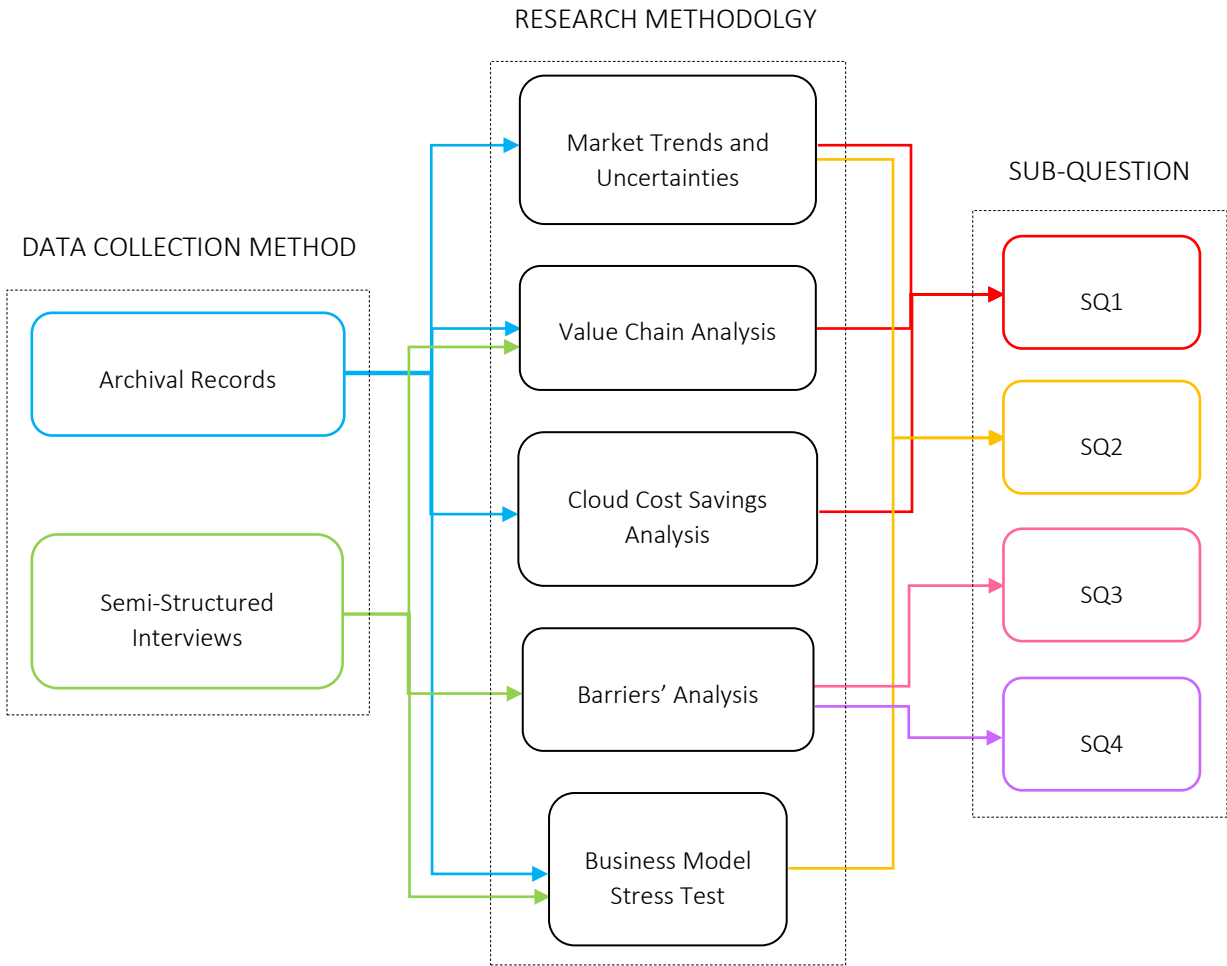 RESEARCH METHODOLGY
Market Trends and
Uncertainties
SUB-QUESTION
DATA COLLECTION METHOD
SQ1
Value Chain Analysis
Archival Records
SQ2
Cloud Cost Savings
Analysis
SQ3
Semi-Structured
Interviews
Barriers’ Analysis
SQ4
Business Model
Stress Test